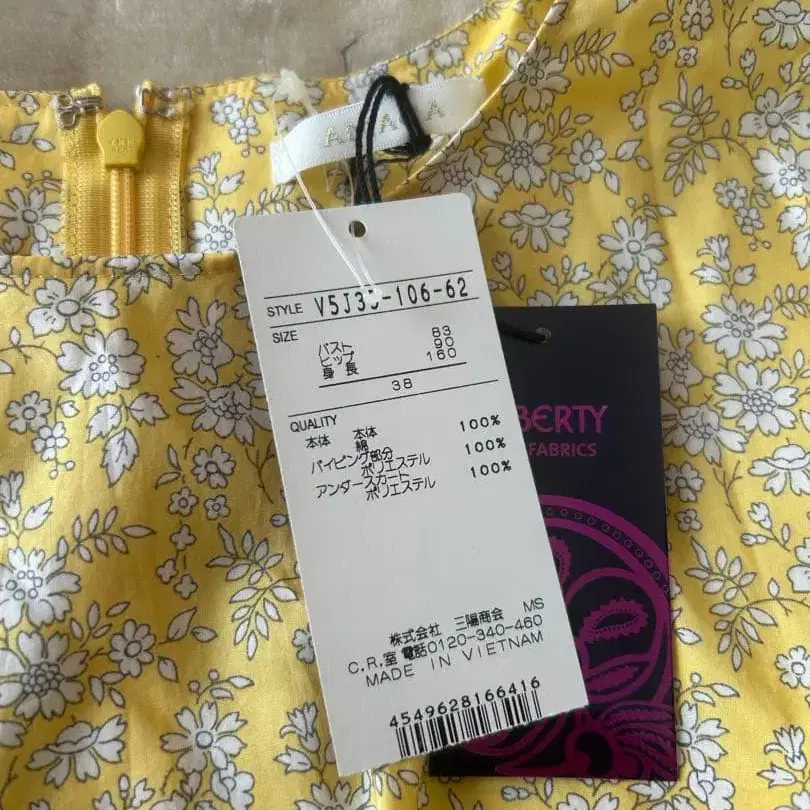 STYLE V5J33-106-62
SIZE
バスト 83
ヒップ 90
身長 160
38
QUALITY
本体 本体
綿 100%
パイピング部分
ポリエステル 100%
アンダースカート
ポリエステル 100%
株式会社 三陽商会 MS
C.R.室 電話0120-340-460
MADE IN VIETNAM
4549628166416
BERTY
FABRICS